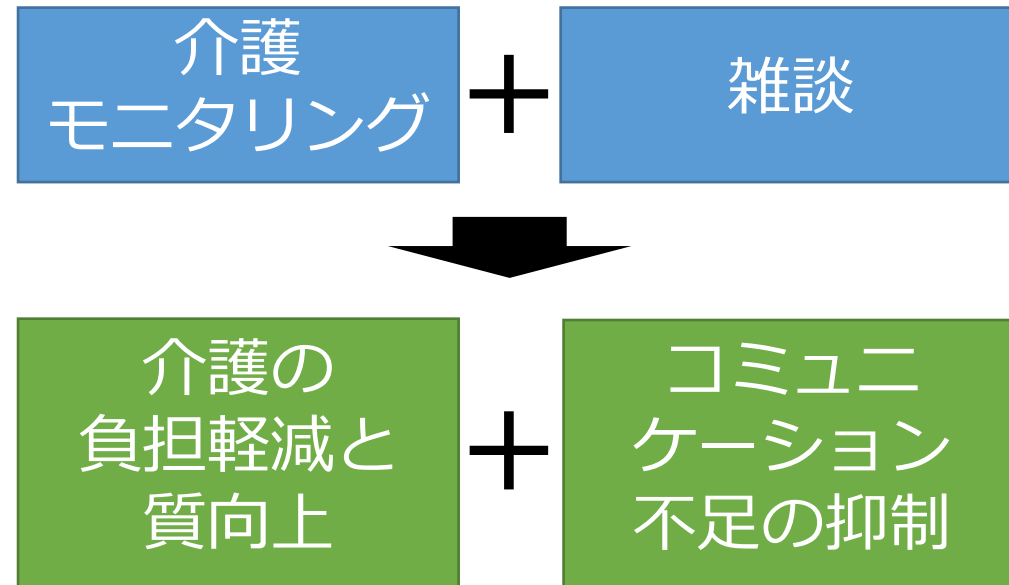 介護
モニタリング
＋
雑談
介護の
負担軽減と
質向上
＋
コミュニ
ケーション
不足の抑制